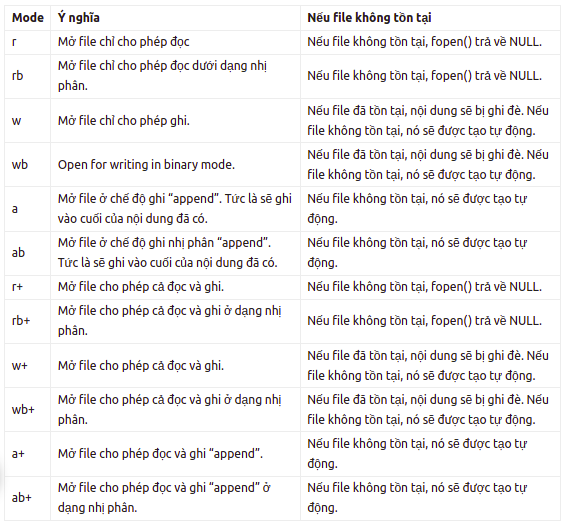 Mode Ý nghĩa Nếu file không tồn tại
r Mở file chỉ cho phép đọc Nếu file không tồn tại, fopen() trả về NULL.
rb Mở file chỉ cho phép đọc dưới dạng nhị
phân. Nếu file không tồn tại, fopen() trả về NULL.
w Mở file chỉ cho phép ghi. Nếu file đã tồn tại, nội dung sẽ bị ghi đè. Nếu
file không tồn tại, nó sẽ được tạo tự động.
wb Open for writing in binary mode. Nếu file đã tồn tại, nội dung sẽ bị ghi đè. Nếu
file không tồn tại, nó sẽ được tạo tự động.
a Mở file ở chế độ ghi “append”. Tức là sẽ ghi
vào cuối của nội dung đã có. Nếu file không tồn tại, nó sẽ được tạo tự
động.
ab Mở file ở chế độ ghi nhị phân “append”.
Tức là sẽ ghi vào cuối của nội dung đã có. Nếu file không tồn tại, nó sẽ được tạo tự
động.
r+ Mở file cho phép cả đọc và ghi. Nếu file không tồn tại, fopen() trả về NULL.
rb+ Mở file cho phép cả đọc và ghi ở dạng nhị
phân. Nếu file không tồn tại, fopen() trả về NULL.
w+ Mở file cho phép cả đọc và ghi. Nếu file đã tồn tại, nội dung sẽ bị ghi đè. Nếu
file không tồn tại, nó sẽ được tạo tự động.
wb+ Mở file cho phép cả đọc và ghi ở dạng nhị
phân. Nếu file đã tồn tại, nội dung sẽ bị ghi đè. Nếu
file không tồn tại, nó sẽ được tạo tự động.
a+ Mở file cho phép đọc và ghi “append”. Nếu file không tồn tại, nó sẽ được tạo tự
động.
ab+ Mở file cho phép đọc và ghi “append” ở
dạng nhị phân. Nếu file không tồn tại, nó sẽ được tạo tự
động.